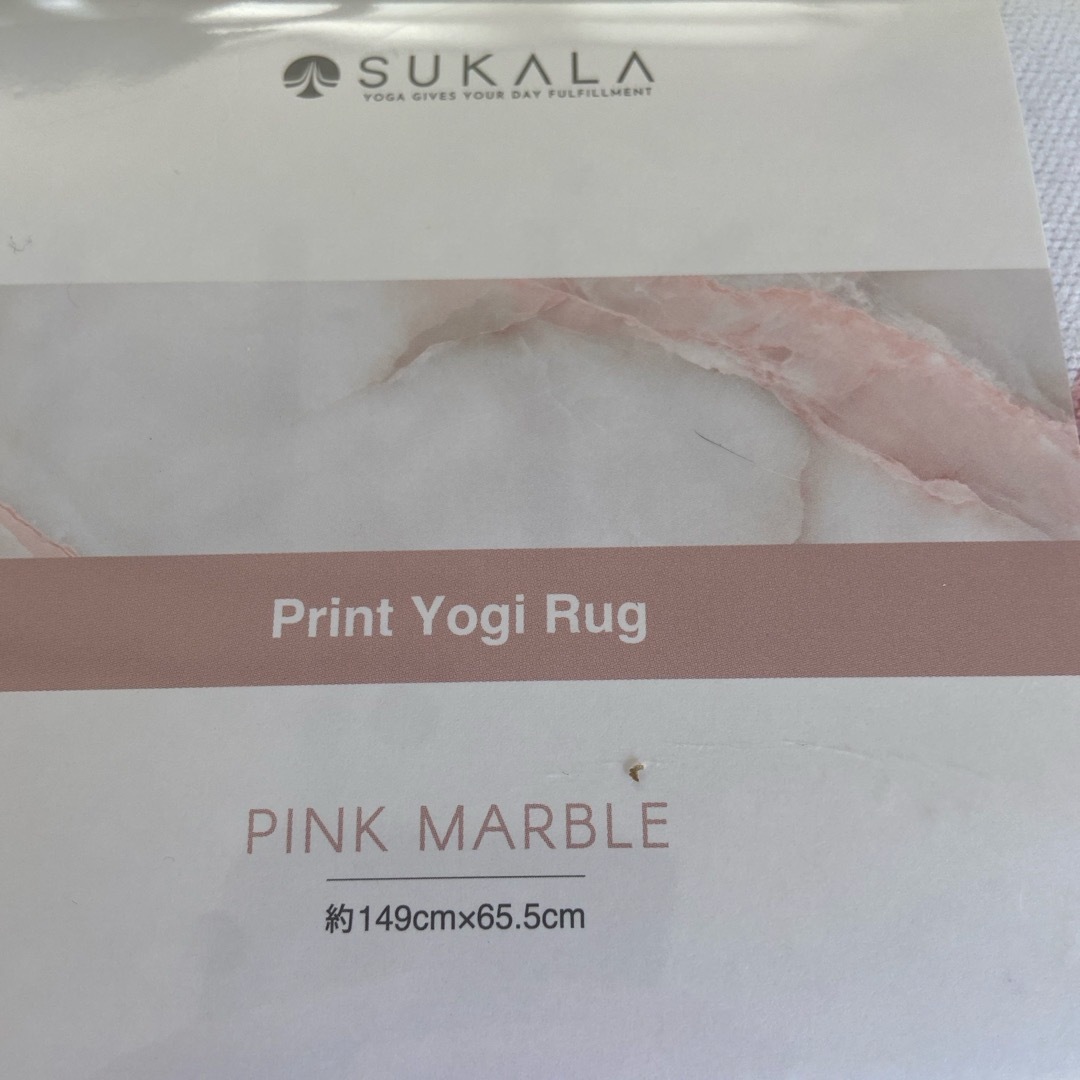 SUKALA
YOGA GIVES YOUR DAY FULFILLMENT
Print Yogi Rug
PINK MARBLE
約149cm×65.5cm